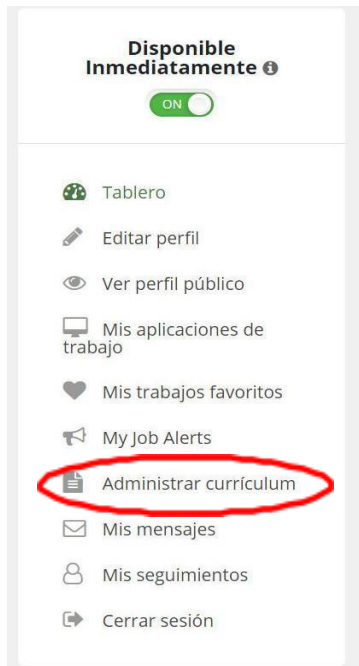 Disponible
Inmediatamente
ON
Tablero
Editar perfil
Ver perfil público
Mis aplicaciones de
trabajo
Mis trabajos favoritos
My Job Alerts
Administrar currículum
Mis mensajes
Mis seguimientos
Cerrar sesión